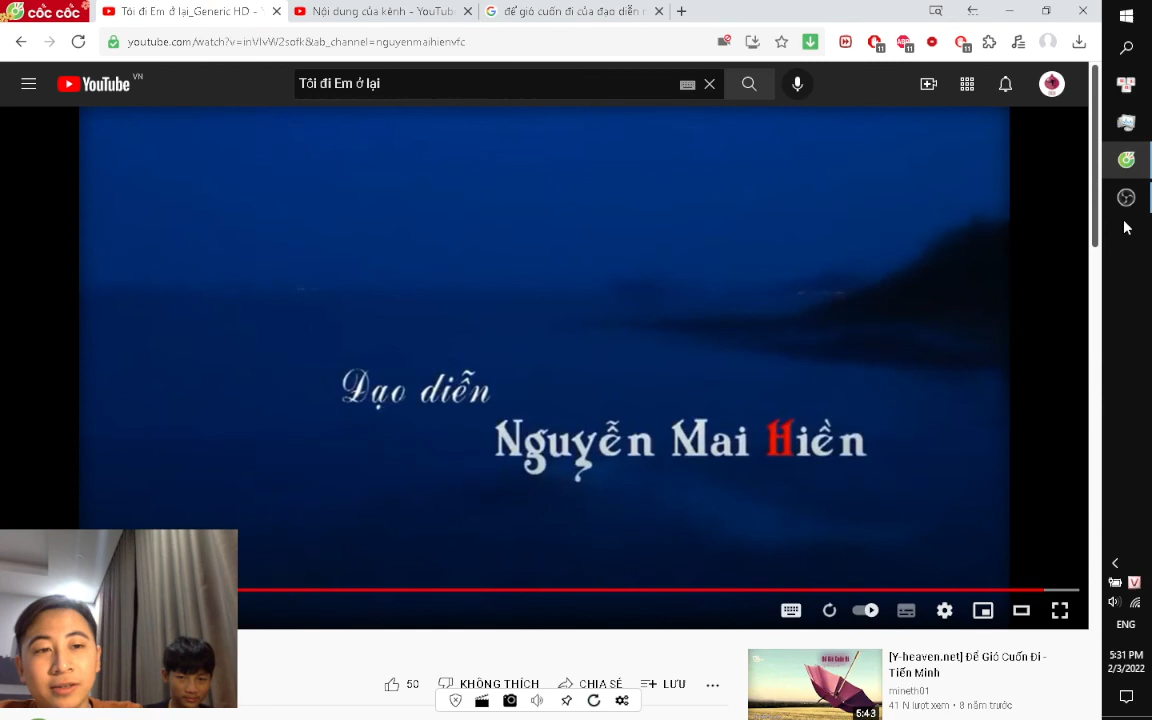 cốc cốc
Tôi đi Em ở lại_Generic HD -
Nội dung của kênh - YouTube
để gió cuốn đi của đạo diễn
youtube.com/watch?v=inVlvW2sofk&ab_channel=nguyenmaihienvfc
11
11
11
YouTube VN
Tôi đi Em ở lại
Đạo diễn
Nguyễn Mai Hiền
50
KHÔNG THÍCH
CHIA SẺ
LƯU
[Y-heaven.net] Để Gió Cuốn Đi -
Tiến Minh
mineth01
41 N lượt xem • 8 năm trước
5:43
V
ENG
5:31 PM
2/3/2022